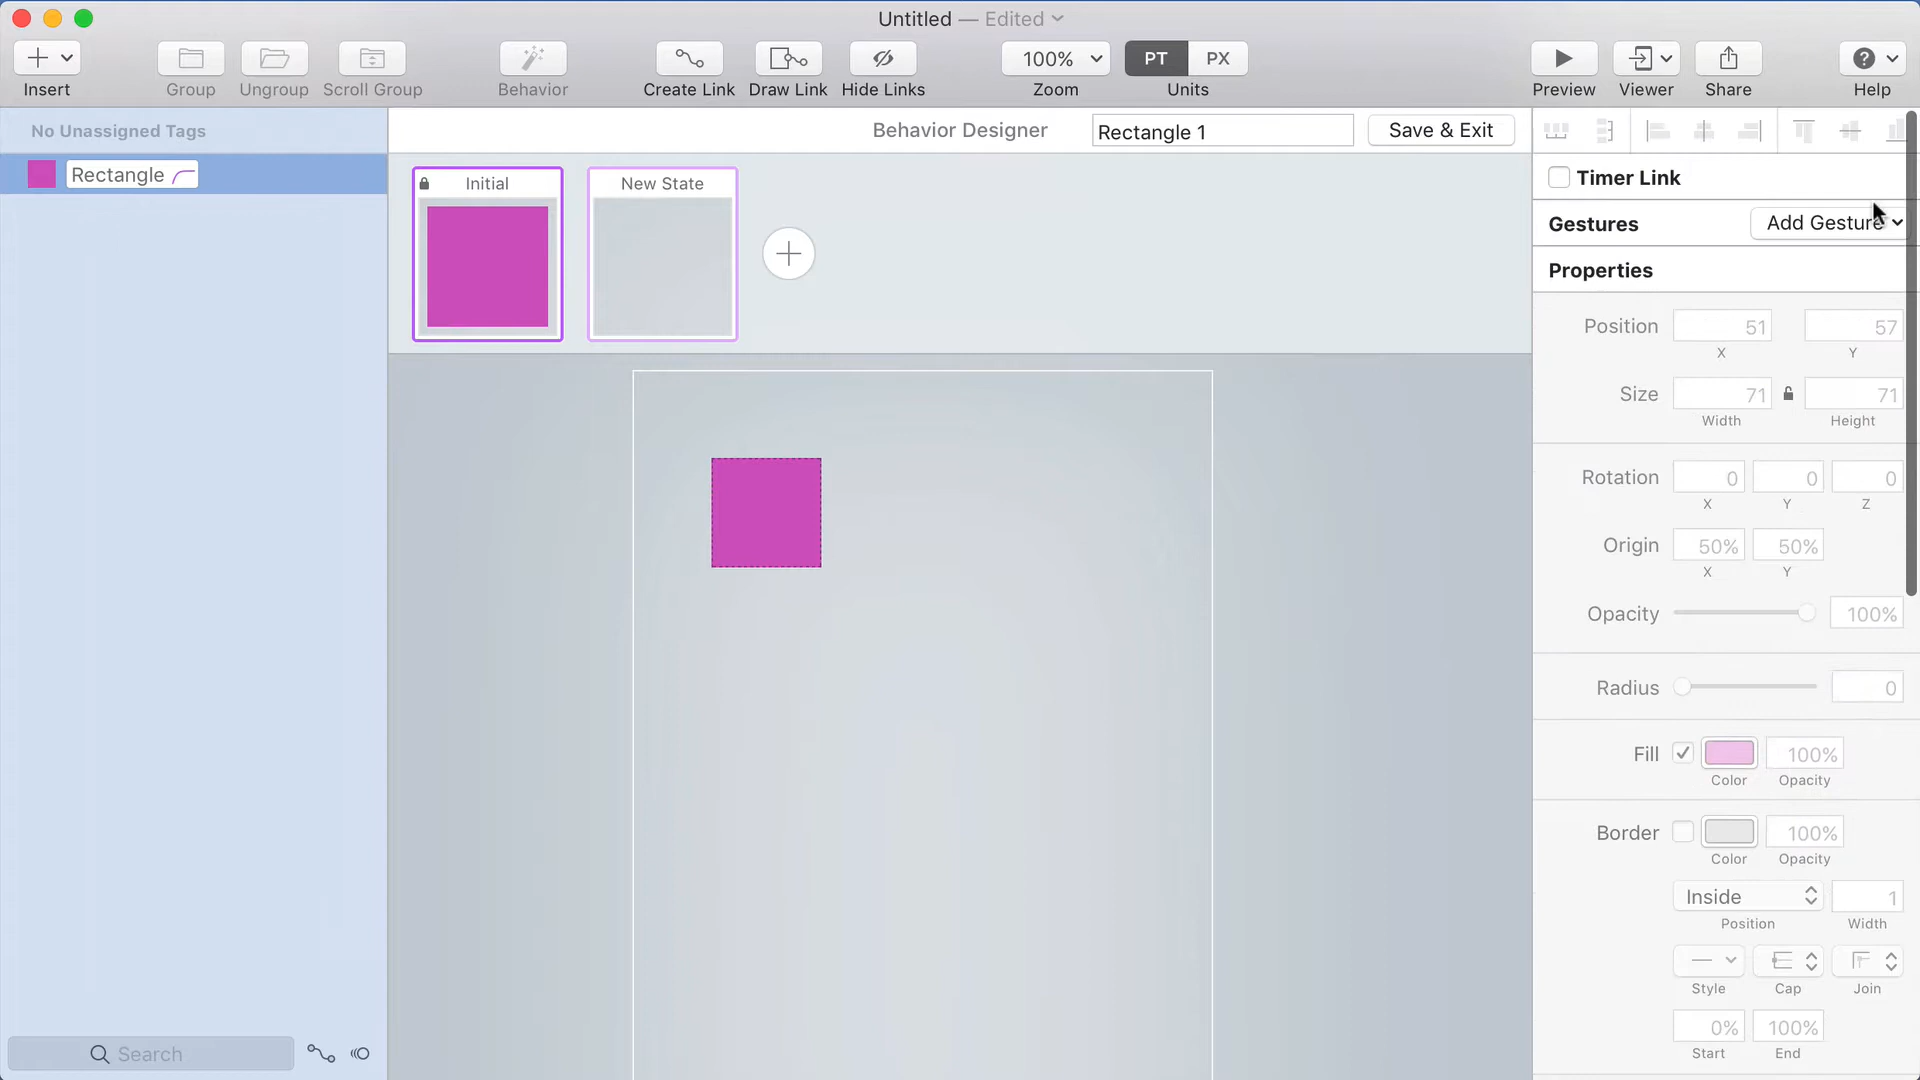 Untitled — Edited
100%
PT PX
Insert Group Ungroup Scroll Group Behavior Create Link Draw Link Hide Links Zoom Units Preview Viewer Share Help
No Unassigned Tags
Behavior Designer Rectangle 1 Save & Exit
Rectangle
Initial New State
Timer Link
Gestures Add Gesture
Properties
Position 51 57
X Y
Size 71 71
Width Height
Rotation 0 0 0
X Y Z
Origin 50% 50%
X Y
Opacity 100%
Radius 0
Fill 100%
Color Opacity
Border 100%
Color Opacity
Inside 1
Position Width
Style Cap Join
0% 100%
Start End
Search